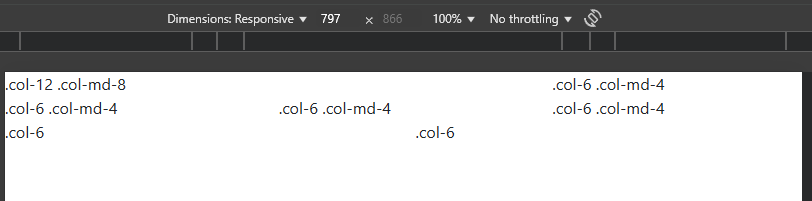 Dimensions: Responsive ▼ 797 × 866 100% ▼ No throttling ▼
.col-12 .col-md-8 .col-6 .col-md-4
.col-6 .col-md-4 .col-6 .col-md-4 .col-6 .col-md-4
.col-6 .col-6